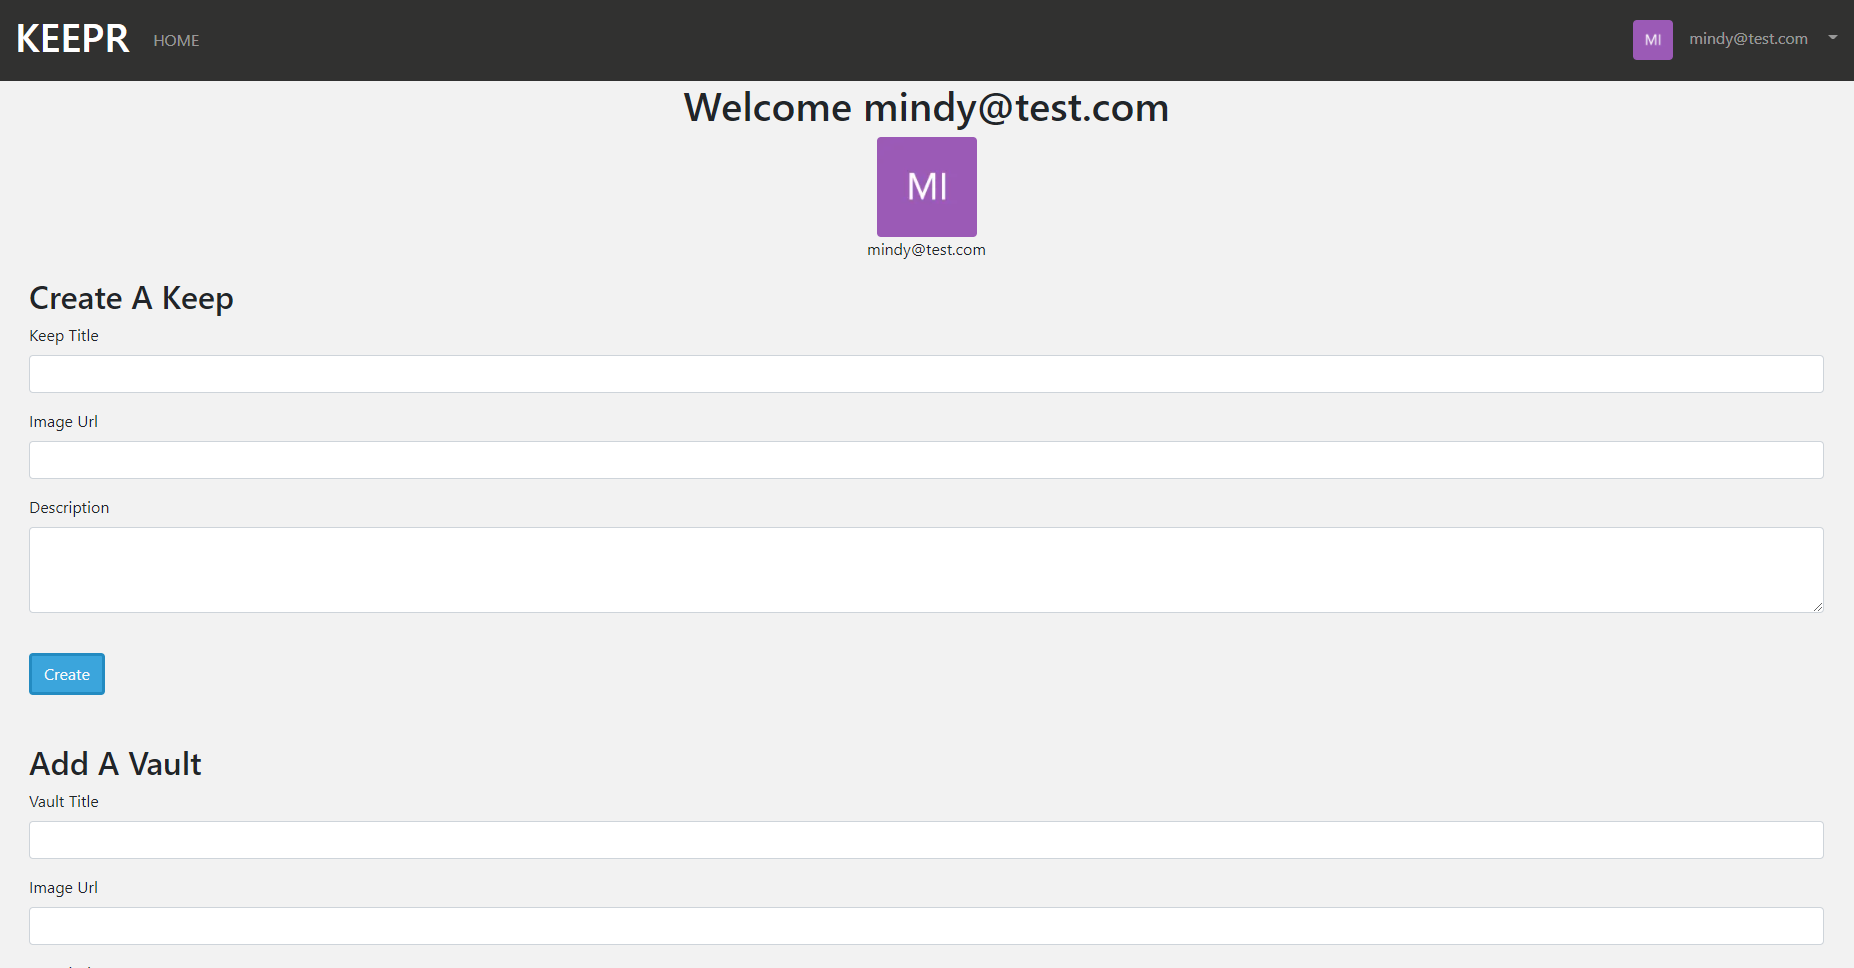 KEEPR HOME MI mindy@test.com
Welcome mindy@test.com
MI
mindy@test.com
Create A Keep
Keep Title
Image Url
Description
Create
Add A Vault
Vault Title
Image Url